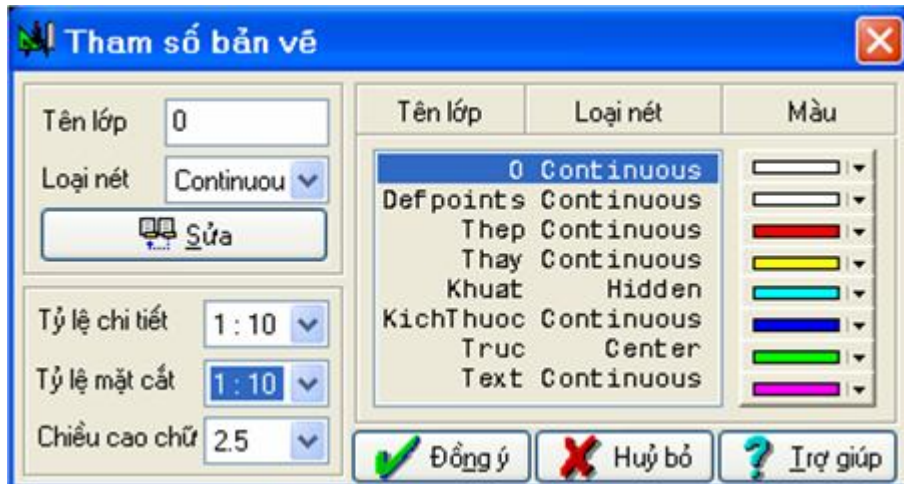 Tham số bản vẽ
Tên lớp 0
Loại nét Continuou
Sửa
Tỷ lệ chi tiết 1 : 10
Tỷ lệ mặt cắt 1 : 10
Chiều cao chữ 2.5
Tên lớp Loại nét Màu
0 Continuous
Defpoints Continuous
Thep Continuous
Thay Continuous
Khuat Hidden
KichThuoc Continuous
Truc Center
Text Continuous
Đồng ý Huỷ bỏ Trợ giúp